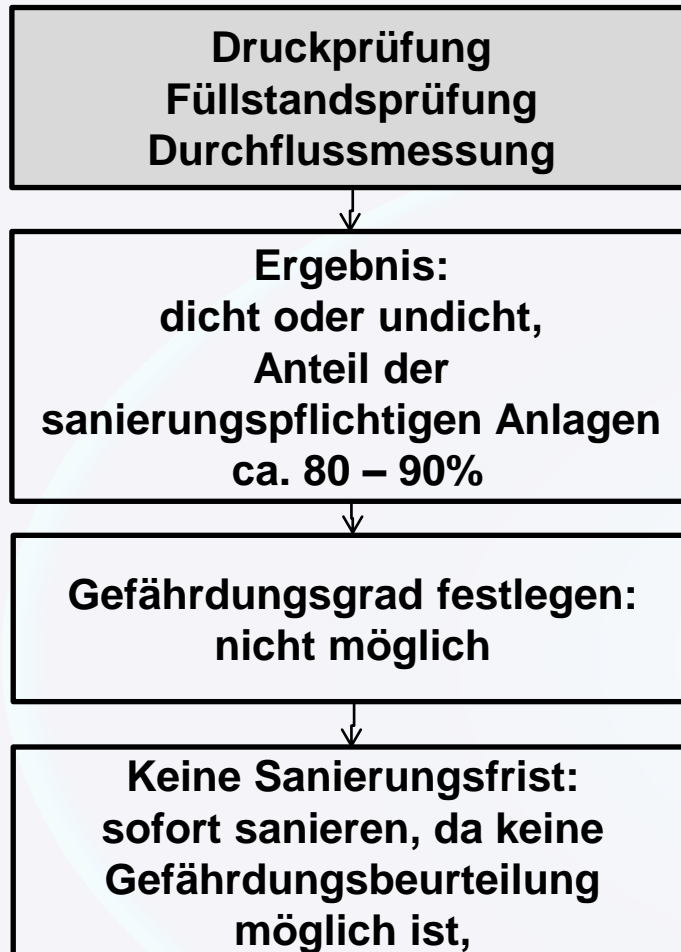 Druckprüfung
Füllstandsprüfung
Durchflussmessung
Ergebnis:
dicht oder undicht,
Anteil der
sanierungspflichtigen Anlagen
ca. 80 – 90%
Gefährdungsgrad festlegen:
nicht möglich
Keine Sanierungsfrist:
sofort sanieren, da keine
Gefährdungsbeurteilung
möglich ist,